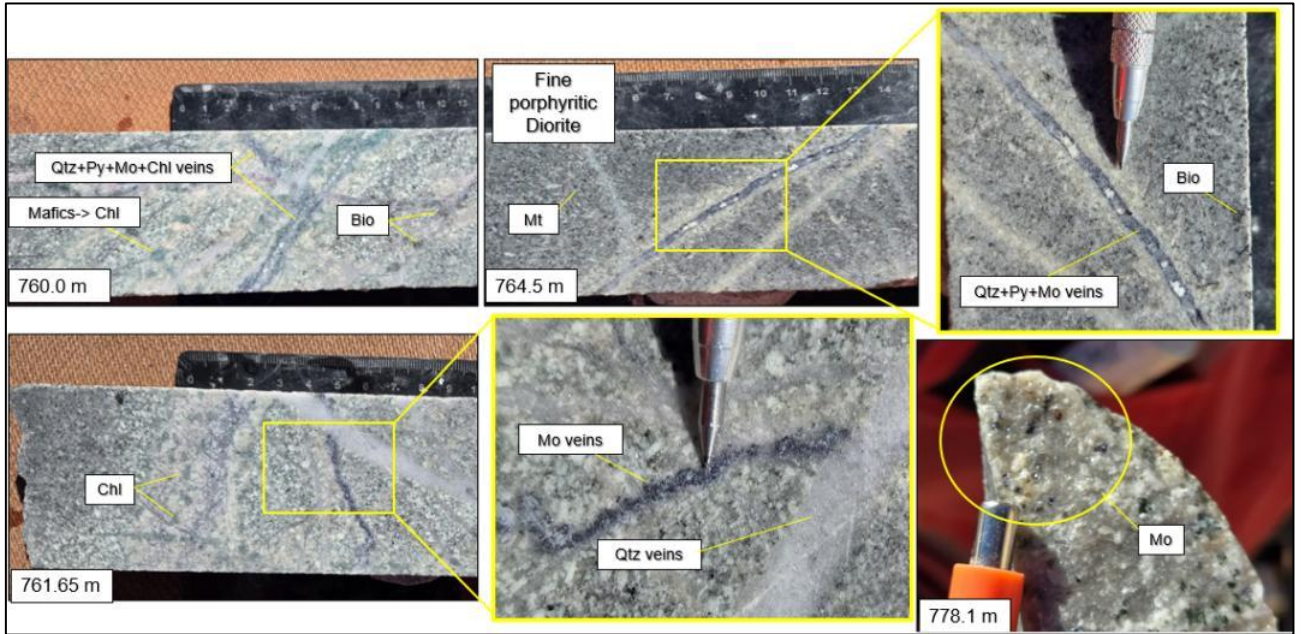 Qtz+Py+Mo+Chl veins
Mafics-> Chl
Bio
760.0 m
Fine
porphyritic
Diorite
Mt
764.5 m
Bio
Qtz+Py+Mo veins
Chl
761.65 m
Mo veins
Qtz veins
Mo
778.1 m